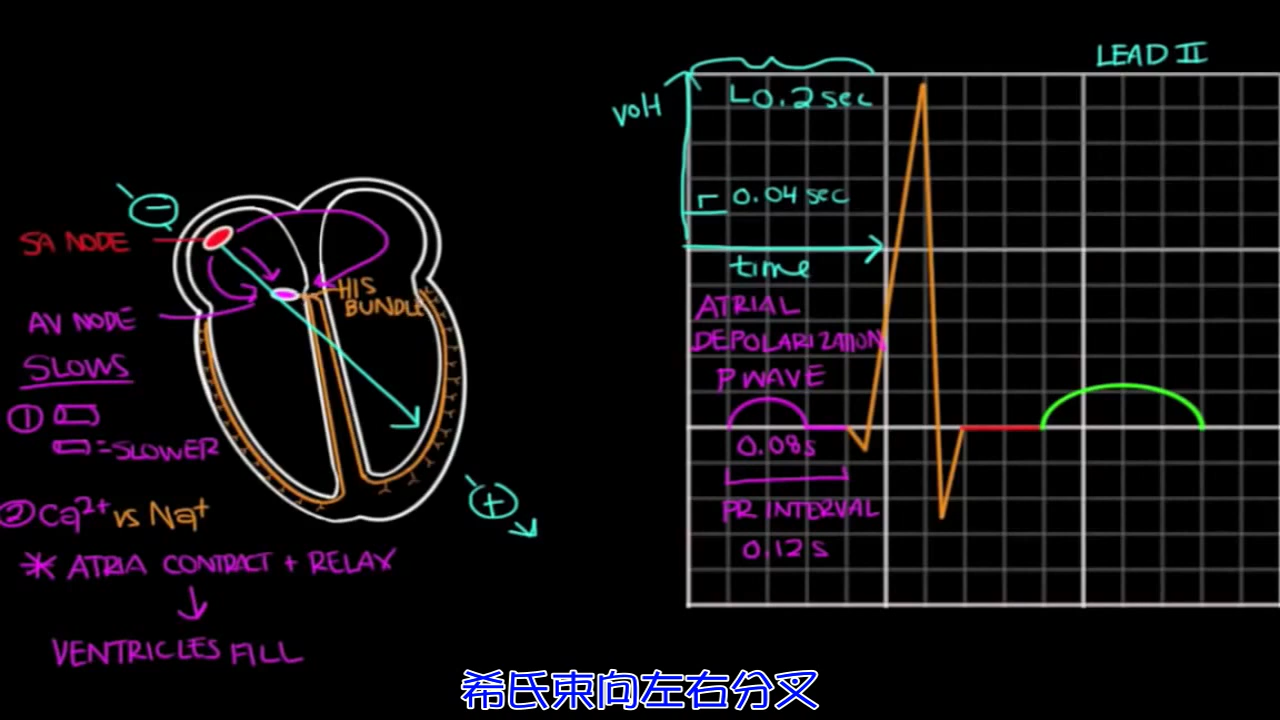 LEAD II
volt
0.2 sec
0.04 sec
time
ATRIAL
DEPOLARIZATION
P WAVE
0.08s
PR INTERVAL
0.12 s
−
SA NODE
HIS
BUNDLE
AV NODE
SLOWS
①
= SLOWER
+
② Ca2+ vs Na+
* ATRIA CONTRACT + RELAX
↓
VENTRICLES FILL
希氏束向左右分叉